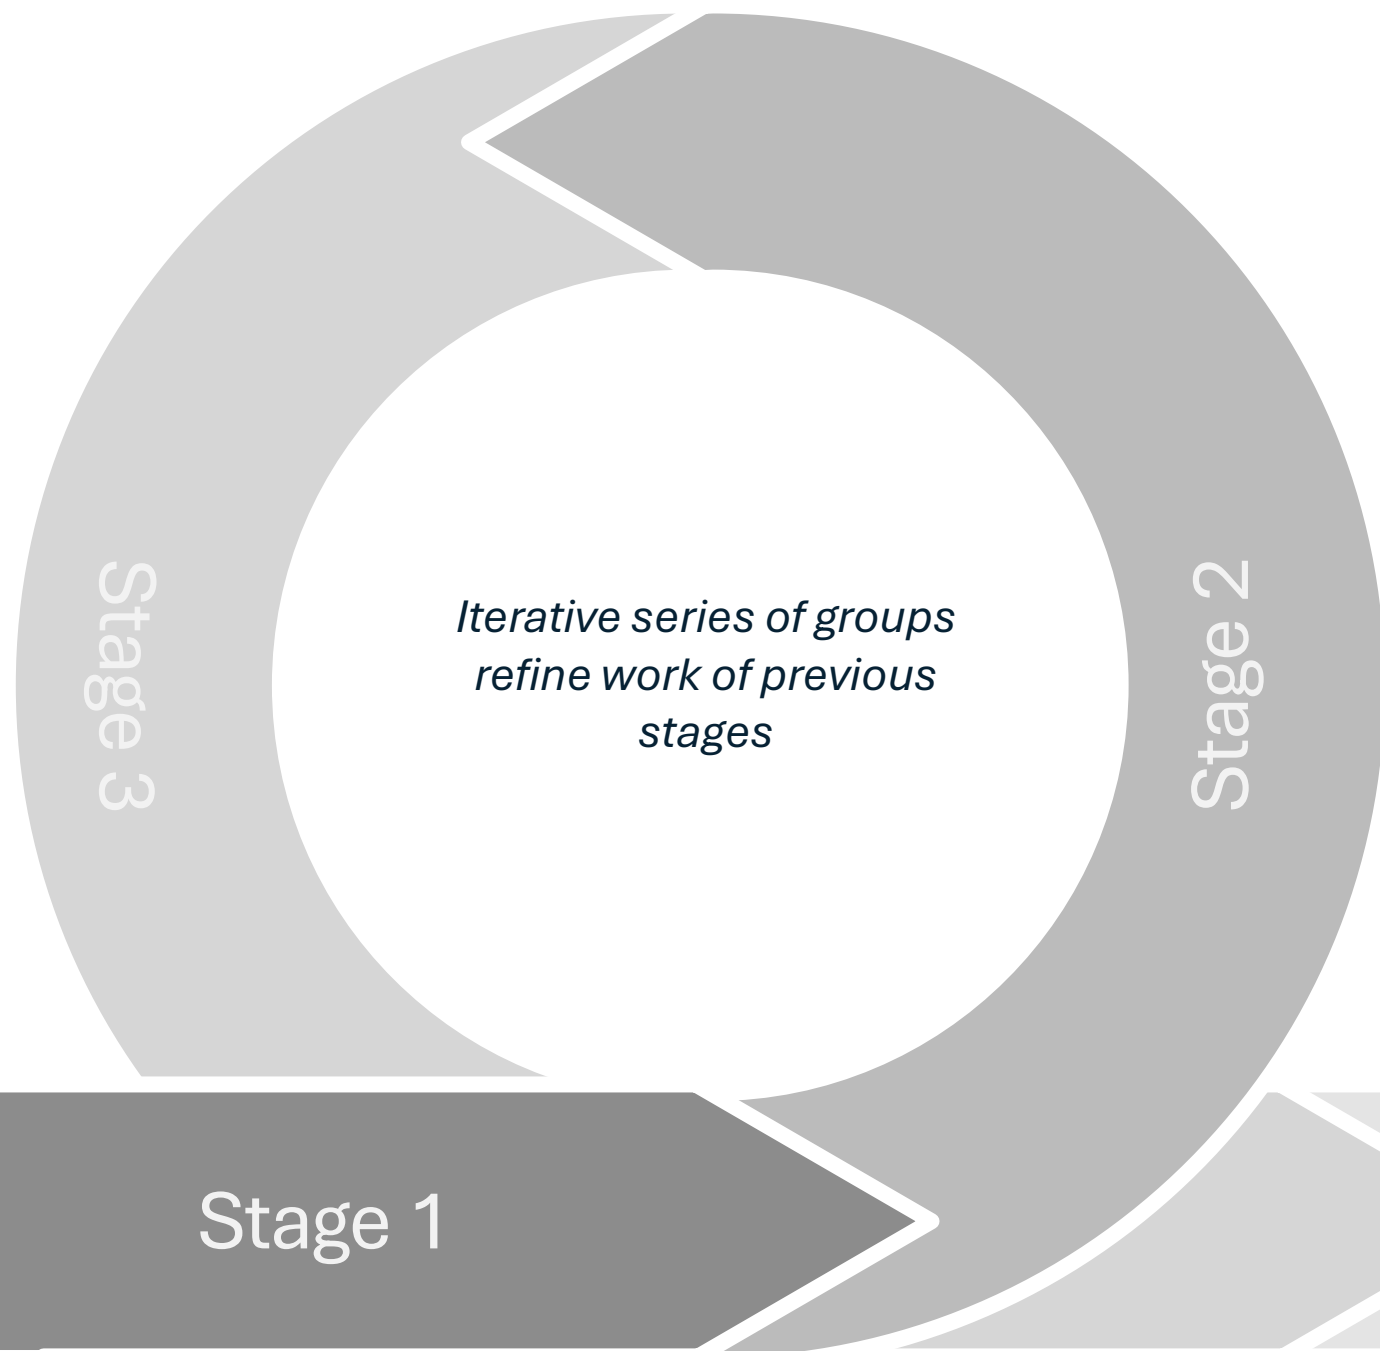 Stage 3
Iterative series of groups
refine work of previous
stages
Stage 2
Stage 1